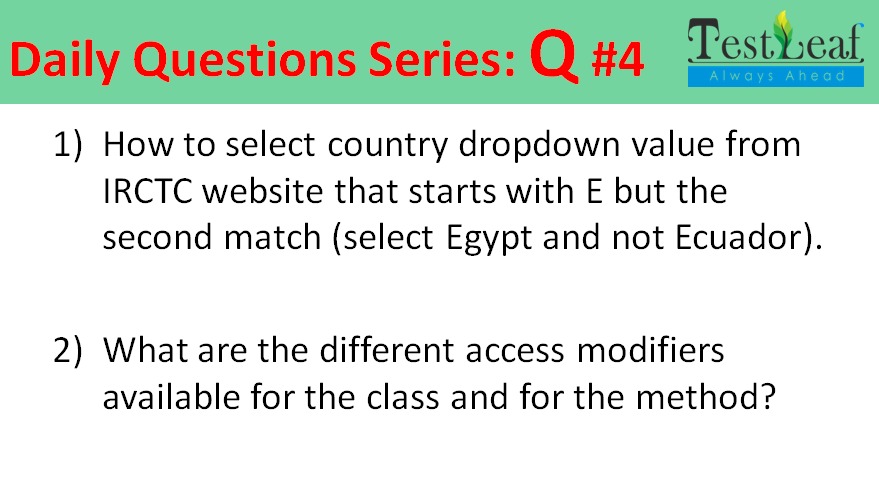 Daily Questions Series: Q #4
TestLeaf
Always Ahead
1) How to select country dropdown value from
IRCTC website that starts with E but the
second match (select Egypt and not Ecuador).
2) What are the different access modifiers
available for the class and for the method?